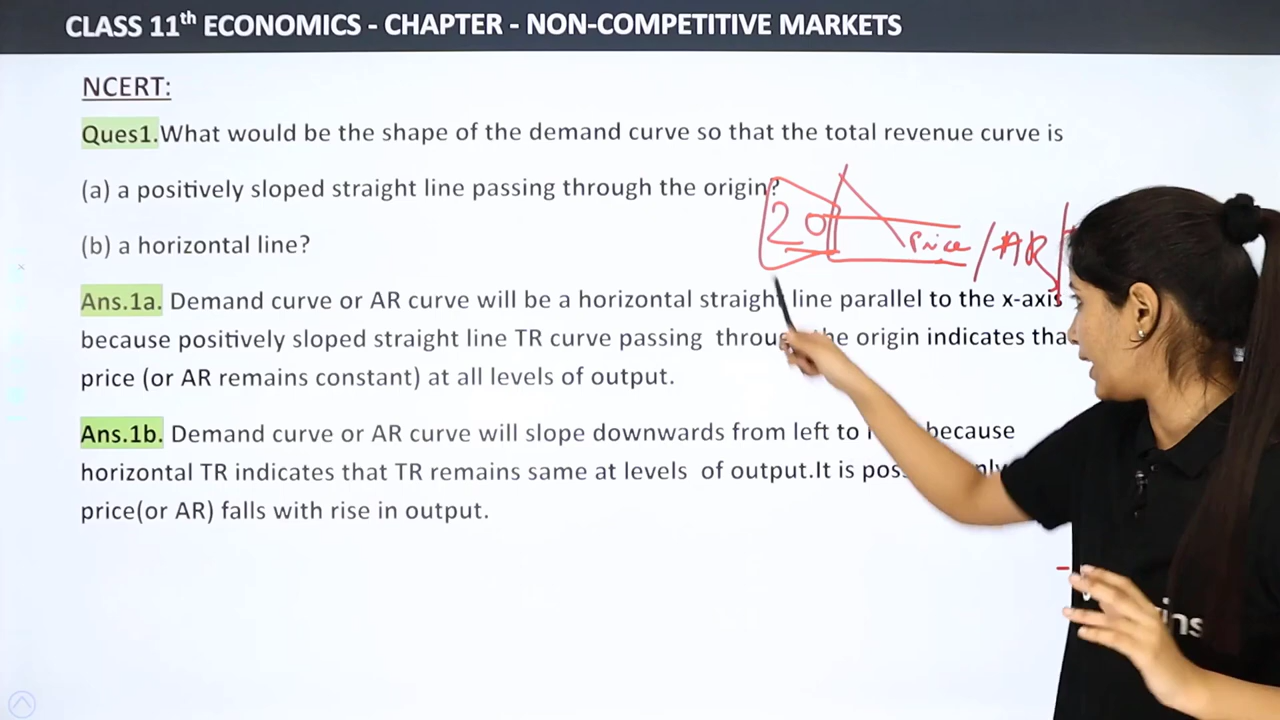 CLASS 11th ECONOMICS - CHAPTER - NON-COMPETITIVE MARKETS
NCERT:
Ques1.What would be the shape of the demand curve so that the total revenue curve is
(a) a positively sloped straight line passing through the origin?
20 Price / AR
(b) a horizontal line?
Ans.1a. Demand curve or AR curve will be a horizontal straight line parallel to the x-axis
because positively sloped straight line TR curve passing the origin indicates
price (or AR remains constant) at all levels of output.
Ans.1b. Demand curve or AR curve will slope downwards from left to because
horizontal TR indicates that TR remains same at levels of output.It is
price(or AR) falls with rise in output.